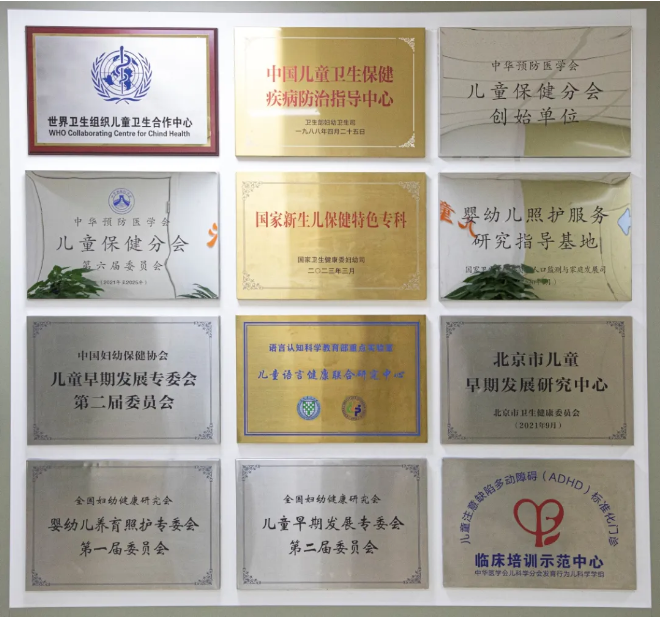 世界卫生组织儿童卫生合作中心
WHO Collaborating Centre for Chind Health
中国儿童卫生保健
疾病防治指导中心
卫生部妇幼卫生司
一九八八年四月二十五日
中华预防医学会
儿童保健分会
创始单位
中华预防医学会
儿童保健分会
第六届委员会
国家新生儿保健特色专科
国家卫生健康委妇幼司
二〇二三年三月
婴幼儿照护服务
研究指导基地
中国妇幼保健协会
儿童早期发展专委会
第二届委员会
语言认知科学教育部重点实验室
儿童语言健康联合研究中心
北京市儿童
早期发展研究中心
北京市卫生健康委员会
(2021年9月)
全国妇幼健康研究会
婴幼儿养育照护专委会
第一届委员会
全国妇幼健康研究会
儿童早期发展专委会
第二届委员会
儿童注意缺陷多动障碍(ADHD)标准化门诊
临床培训示范中心
中华医学会儿科学分会发育行为儿科学学组